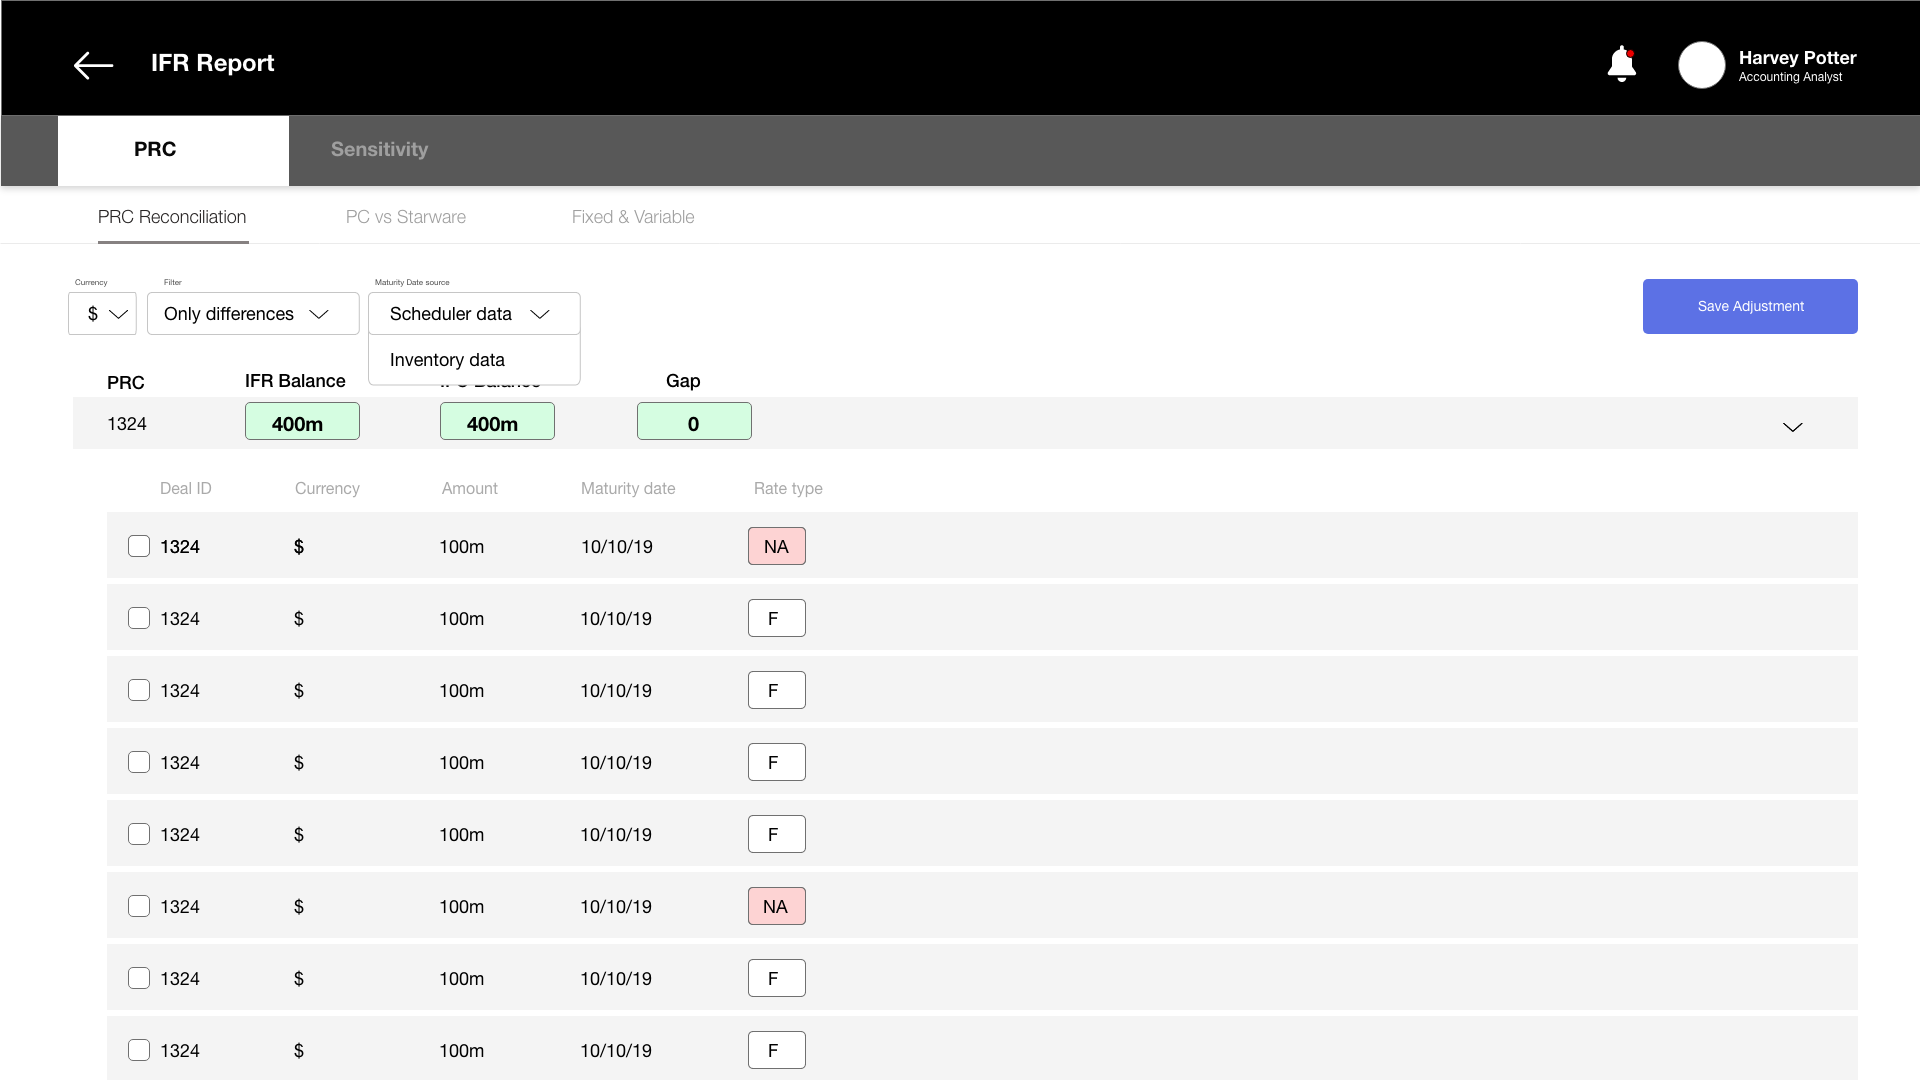 IFR Report
Harvey Potter
Accounting Analyst
PRC Sensitivity
PRC Reconciliation PC vs Starware Fixed & Variable
Currency Filter Maturity Date source
$ Only differences Scheduler data Save Adjustment
Inventory data
PRC IFR Balance Balance Gap
1324 400m 400m 0
Deal ID Currency Amount Maturity date Rate type
1324 $ 100m 10/10/19 NA
1324 $ 100m 10/10/19 F
1324 $ 100m 10/10/19 F
1324 $ 100m 10/10/19 F
1324 $ 100m 10/10/19 F
1324 $ 100m 10/10/19 NA
1324 $ 100m 10/10/19 F
1324 $ 100m 10/10/19 F